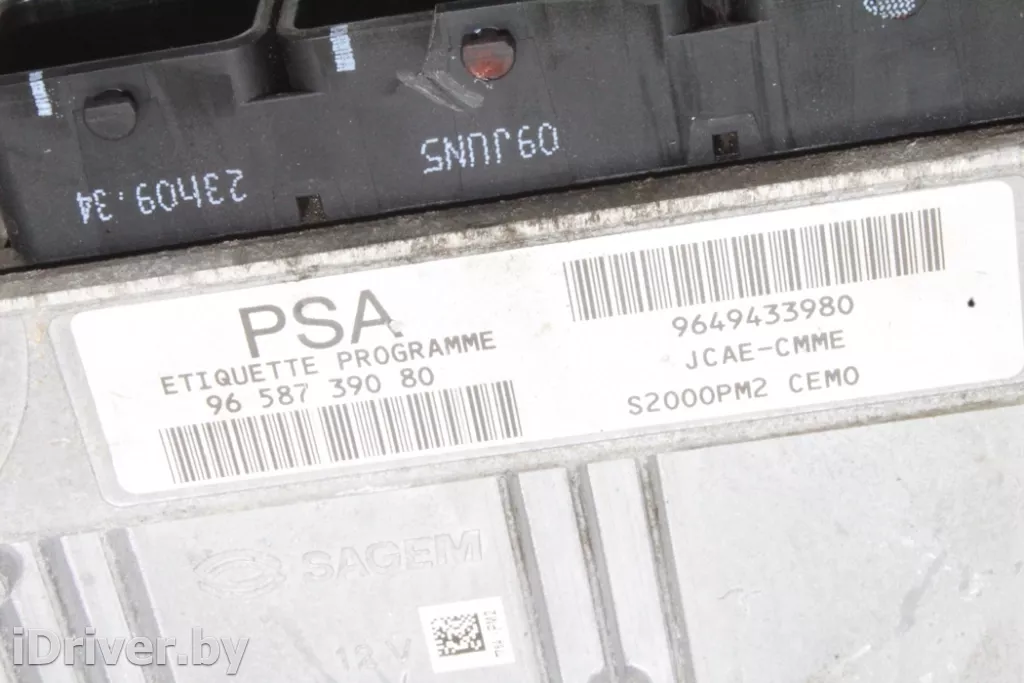 09JUN5
23h09.34
PSA
ETIQUETTE PROGRAMME
96 587 390 80
9649433980
JCAE-CMME
S2000PM2 CEMO
SAGEM
12 V
iDriver.by